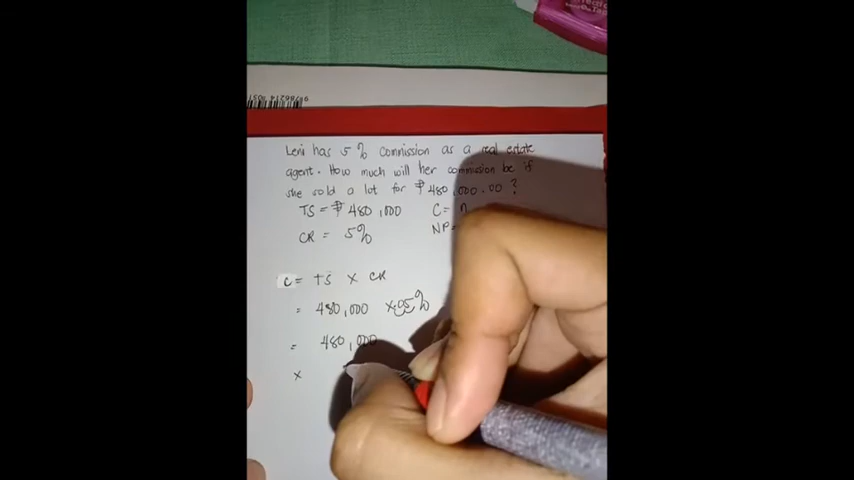 Leni has 5% commission as a real estate
agent. How much will her commission be if
she sold a lot for ₱480,000.00?
TS = ₱480,000 C =
CR = 5% NP=
C = TS x CR
= 480,000 x .05%
= 480,000
x